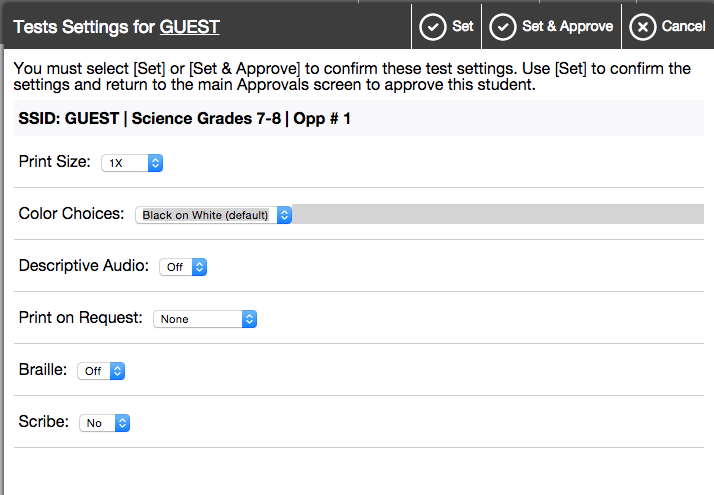 Tests Settings for GUEST
Set
Set & Approve
Cancel
You must select [Set] or [Set & Approve] to confirm these test settings. Use [Set] to confirm the
settings and return to the main Approvals screen to approve this student.
SSID: GUEST | Science Grades 7-8 | Opp # 1
Print Size: 1X
Color Choices: Black on White (default)
Descriptive Audio: Off
Print on Request: None
Braille: Off
Scribe: No